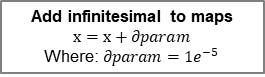 Add infinitesimal to maps
x = x + ∂param
Where: ∂param = 1e⁻⁵